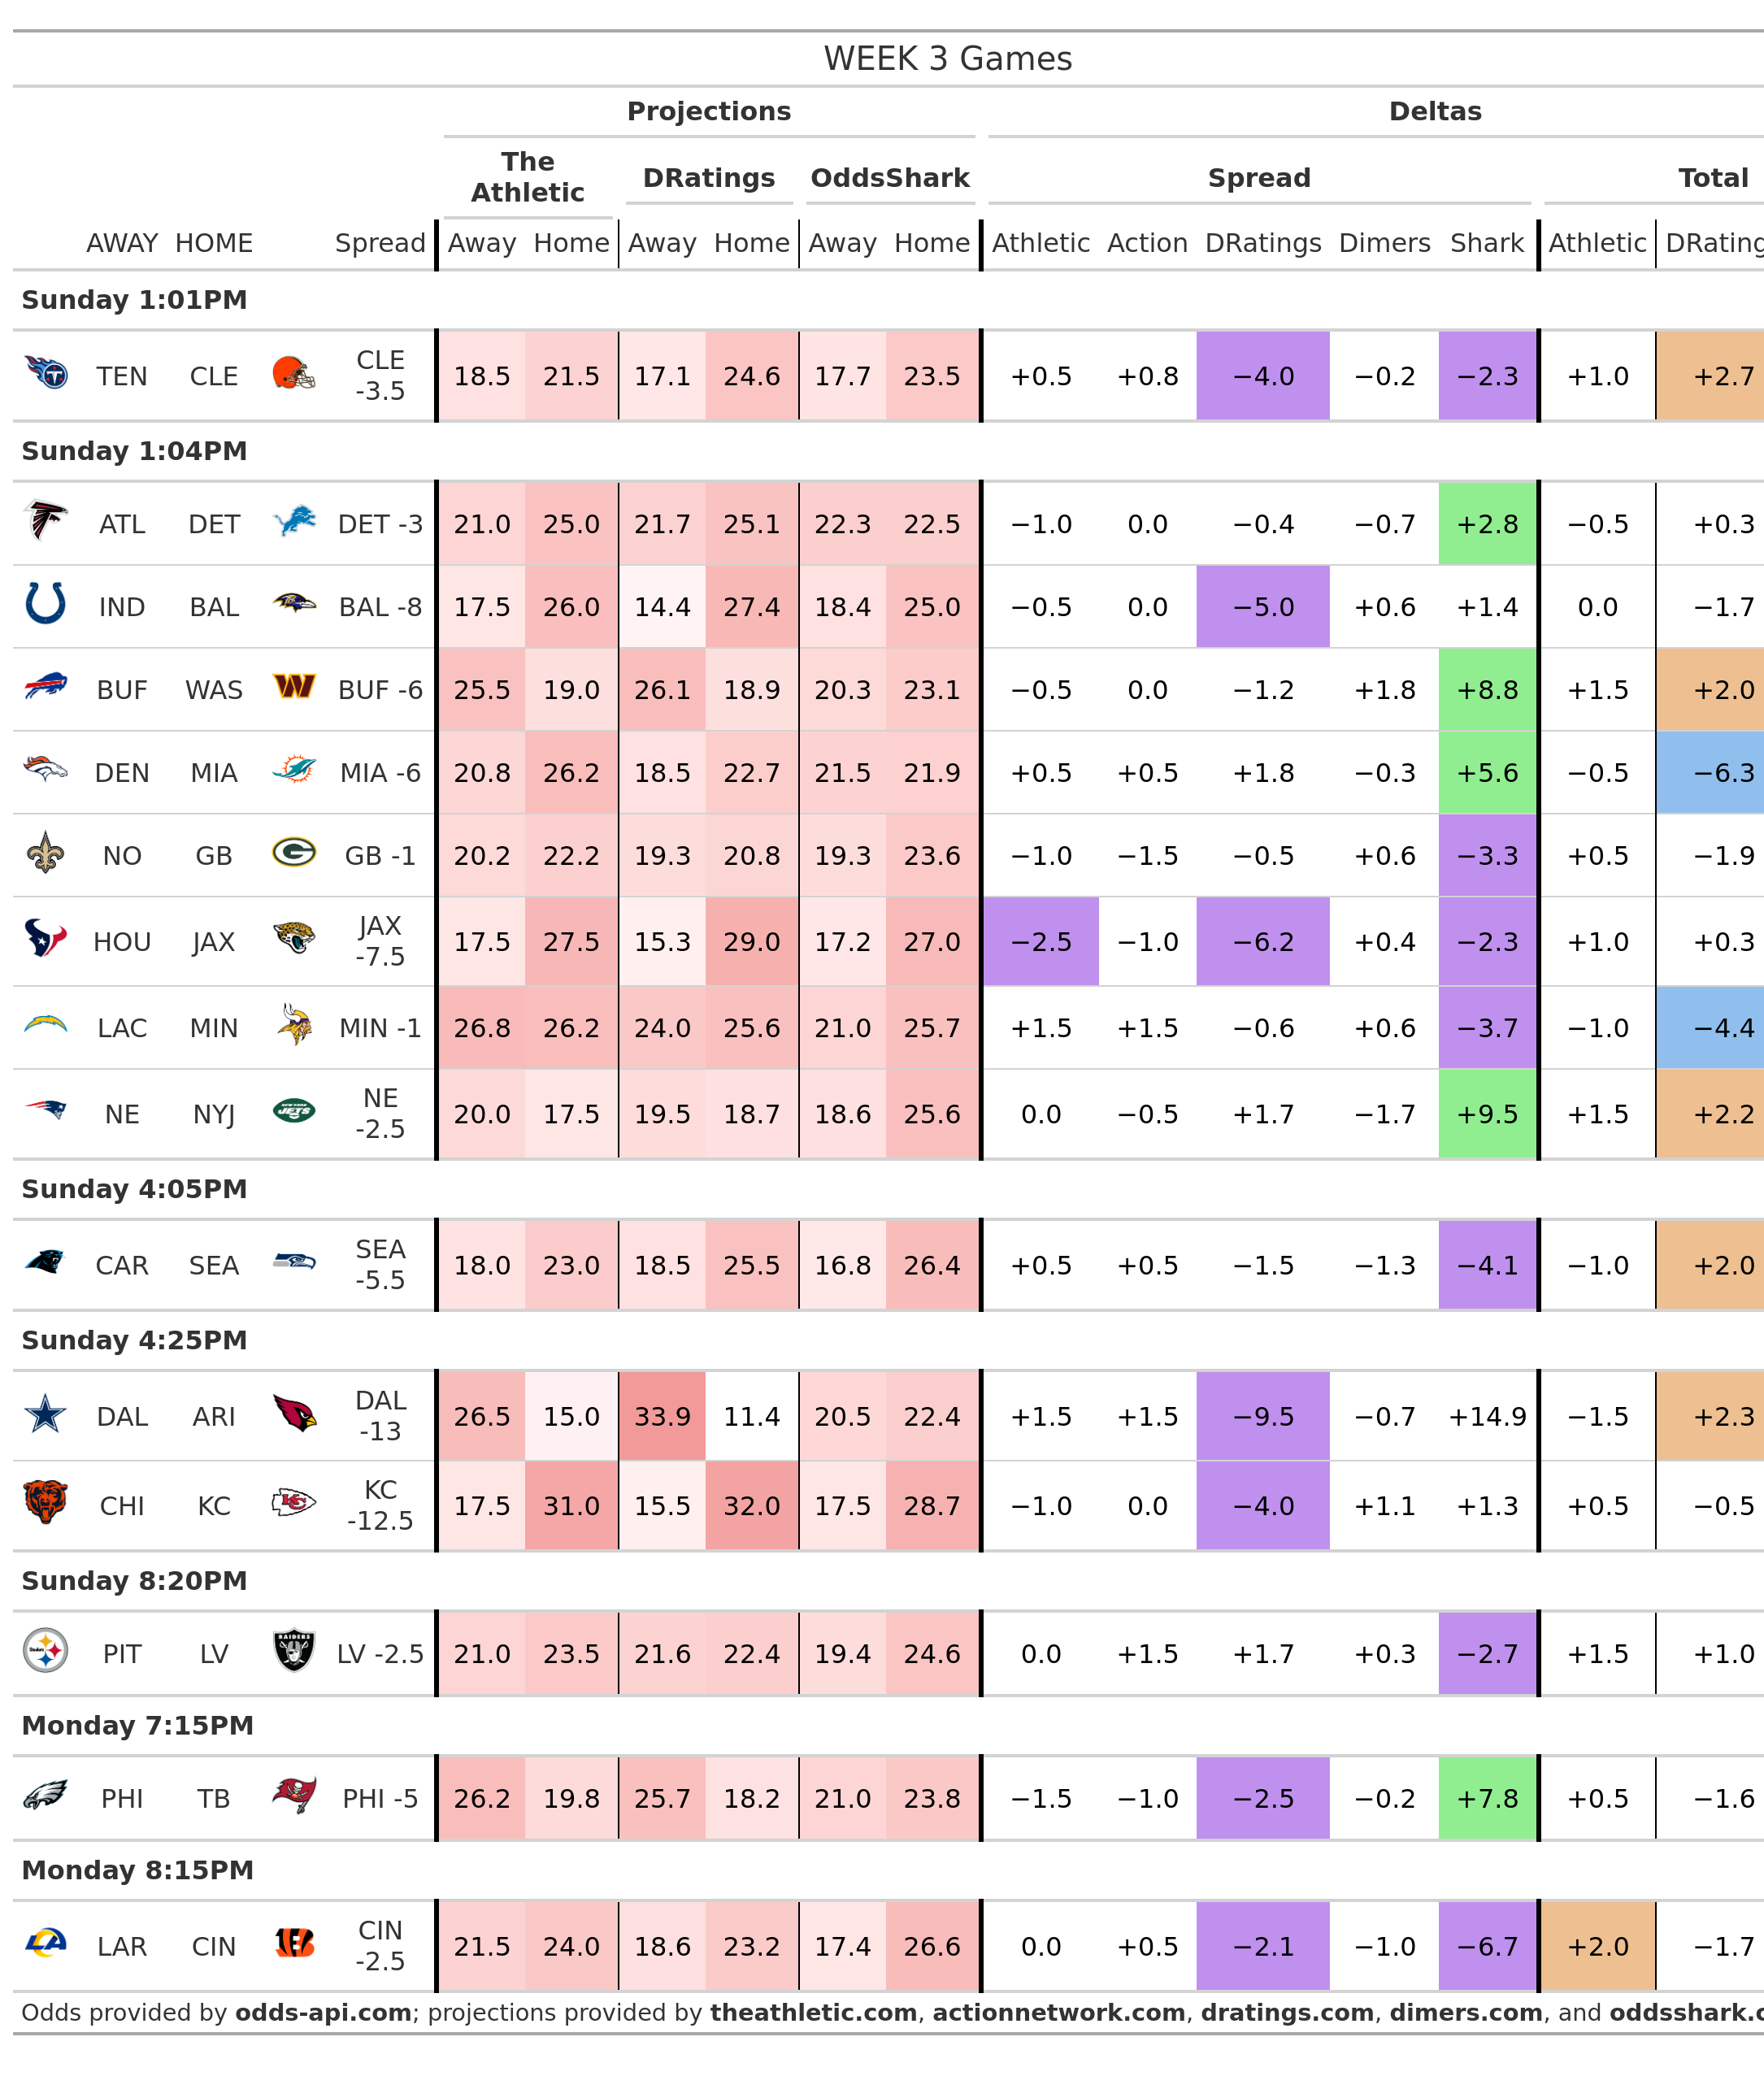 WEEK 3 Games
Projections Deltas
The Athletic DRatings OddsShark Spread Total
AWAY HOME Spread Away Home Away Home Away Home Athletic Action DRatings Dimers Shark Athletic DRating
Sunday 1:01PM
TEN CLE CLE -3.5 18.5 21.5 17.1 24.6 17.7 23.5 +0.5 +0.8 −4.0 −0.2 −2.3 +1.0 +2.7
Sunday 1:04PM
ATL DET DET -3 21.0 25.0 21.7 25.1 22.3 22.5 −1.0 0.0 −0.4 −0.7 +2.8 −0.5 +0.3
IND BAL BAL -8 17.5 26.0 14.4 27.4 18.4 25.0 −0.5 0.0 −5.0 +0.6 +1.4 0.0 −1.7
BUF WAS BUF -6 25.5 19.0 26.1 18.9 20.3 23.1 −0.5 0.0 −1.2 +1.8 +8.8 +1.5 +2.0
DEN MIA MIA -6 20.8 26.2 18.5 22.7 21.5 21.9 +0.5 +0.5 +1.8 −0.3 +5.6 −0.5 −6.3
NO GB GB -1 20.2 22.2 19.3 20.8 19.3 23.6 −1.0 −1.5 −0.5 +0.6 −3.3 +0.5 −1.9
HOU JAX JAX -7.5 17.5 27.5 15.3 29.0 17.2 27.0 −2.5 −1.0 −6.2 +0.4 −2.3 +1.0 +0.3
LAC MIN MIN -1 26.8 26.2 24.0 25.6 21.0 25.7 +1.5 +1.5 −0.6 +0.6 −3.7 −1.0 −4.4
NE NYJ NE -2.5 20.0 17.5 19.5 18.7 18.6 25.6 0.0 −0.5 +1.7 −1.7 +9.5 +1.5 +2.2
Sunday 4:05PM
CAR SEA SEA -5.5 18.0 23.0 18.5 25.5 16.8 26.4 +0.5 +0.5 −1.5 −1.3 −4.1 −1.0 +2.0
Sunday 4:25PM
DAL ARI DAL -13 26.5 15.0 33.9 11.4 20.5 22.4 +1.5 +1.5 −9.5 −0.7 +14.9 −1.5 +2.3
CHI KC KC -12.5 17.5 31.0 15.5 32.0 17.5 28.7 −1.0 0.0 −4.0 +1.1 +1.3 +0.5 −0.5
Sunday 8:20PM
PIT LV LV -2.5 21.0 23.5 21.6 22.4 19.4 24.6 0.0 +1.5 +1.7 +0.3 −2.7 +1.5 +1.0
Monday 7:15PM
PHI TB PHI -5 26.2 19.8 25.7 18.2 21.0 23.8 −1.5 −1.0 −2.5 −0.2 +7.8 +0.5 −1.6
Monday 8:15PM
LAR CIN CIN -2.5 21.5 24.0 18.6 23.2 17.4 26.6 0.0 +0.5 −2.1 −1.0 −6.7 +2.0 −1.7
Odds provided by odds-api.com; projections provided by theathletic.com, actionnetwork.com, dratings.com, dimers.com, and oddsshark.c